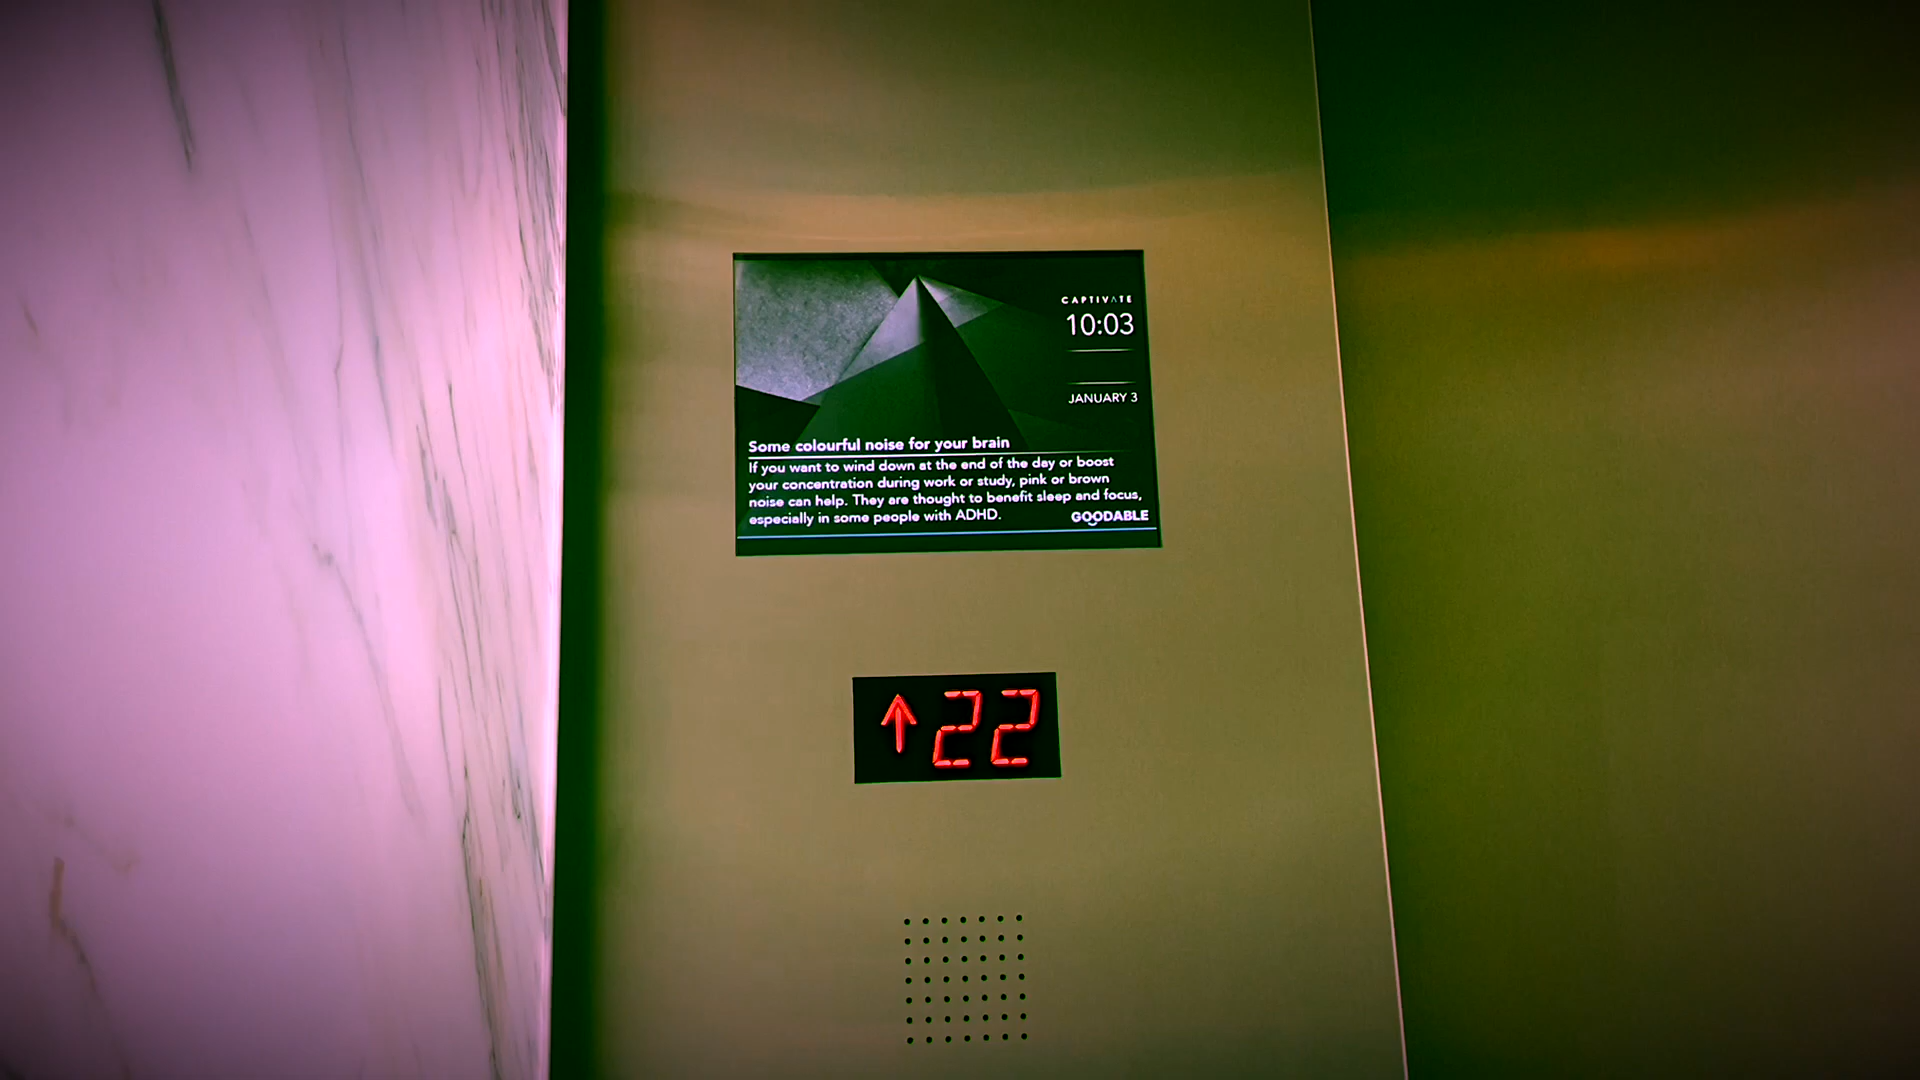 CAPTIVATE
10:03
JANUARY 3
Some colourful noise for your brain
If you want to wind down at the end of the day or boost
your concentration during work or study, pink or brown
noise can help. They are thought to benefit sleep and focus,
especially in some people with ADHD.
GOODABLE
↑22